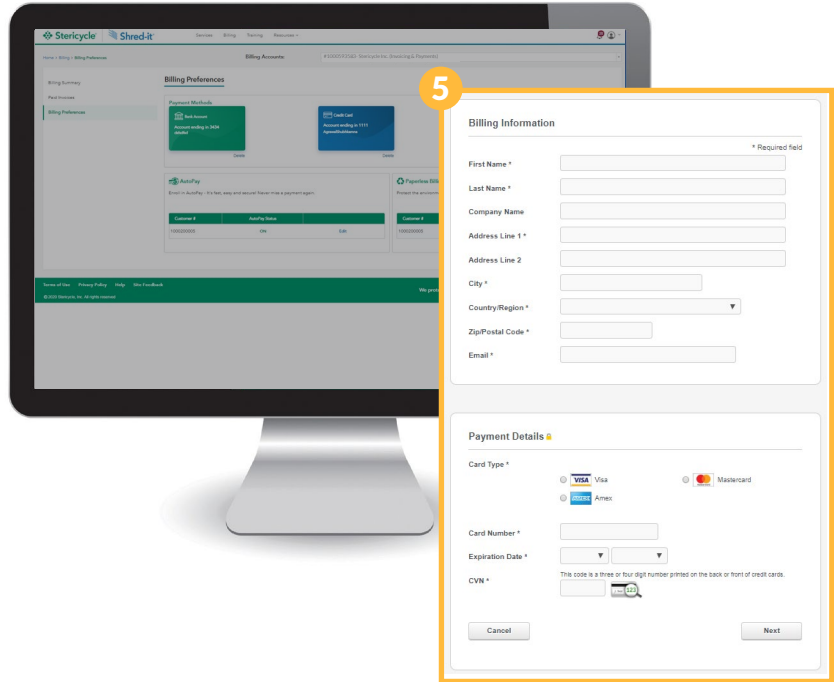 Stericycle Shred-it
Services Billing Training Resources
Home > Billing > Billing Preferences
Billing Accounts:
Billing Summary
Paid Invoices
Billing Preferences
Billing Preferences
Payment Methods
Bank Account
Account ending in 3434
Credit Card
Account ending in 1111
Delete
Delete
AutoPay
Enroll in AutoPay - it's fast, easy and secure! Never miss a payment again.
Paperless Bill
Protect the environm
Customer # AutoPay Status
1000200000 ON Edit
Customer #
1000200000
Terms of Use Privacy Policy Help Site Feedback
© 2020 Stericycle, Inc. All rights reserved
We prote
5
Billing Information
* Required field
First Name *
Last Name *
Company Name
Address Line 1 *
Address Line 2
City *
Country/Region *
Zip/Postal Code *
Email *
Payment Details
Card Type *
VISA Visa
Mastercard
Amex
Card Number *
Expiration Date *
This code is a three or four digit number printed on the back or front of credit cards.
CVN *
123
Cancel
Next